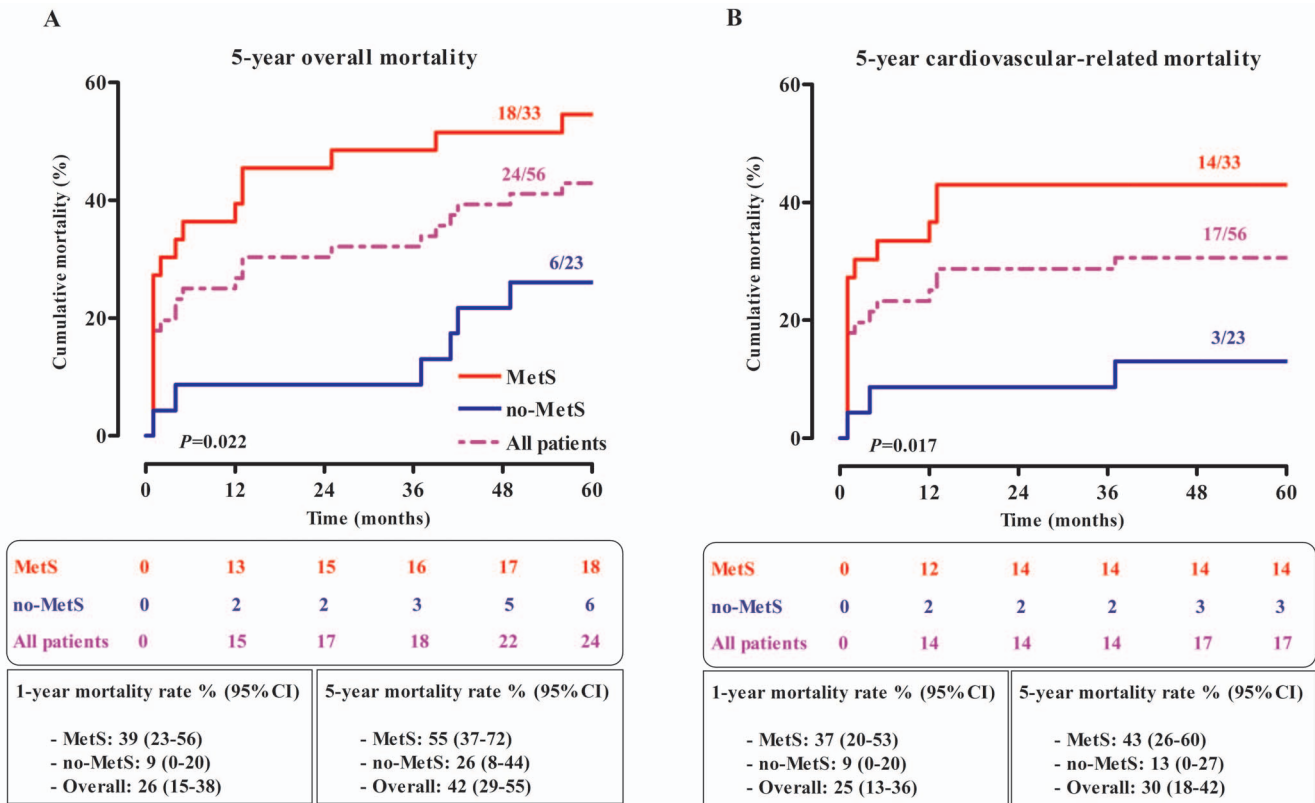 A
5-year overall mortality
60
40
20
0
Cumulative mortality (%)
18/33
24/56
6/23
MetS
no-MetS
All patients
P=0.022
0 12 24 36 48 60
Time (months)
MetS 0 13 15 16 17 18
no-MetS 0 2 2 3 5 6
All patients 0 15 17 18 22 24
1-year mortality rate % (95%CI)
- MetS: 39 (23-56)
- no-MetS: 9 (0-20)
- Overall: 26 (15-38)
5-year mortality rate % (95%CI)
- MetS: 55 (37-72)
- no-MetS: 26 (8-44)
- Overall: 42 (29-55)
B
5-year cardiovascular-related mortality
60
40
20
0
Cumulative mortality (%)
14/33
17/56
3/23
P=0.017
0 12 24 36 48 60
Time (months)
MetS 0 12 14 14 14 14
no-MetS 0 2 2 2 3 3
All patients 0 14 14 14 17 17
1-year mortality rate % (95%CI)
- MetS: 37 (20-53)
- no-MetS: 9 (0-20)
- Overall: 25 (13-36)
5-year mortality rate % (95%CI)
- MetS: 43 (26-60)
- no-MetS: 13 (0-27)
- Overall: 30 (18-42)